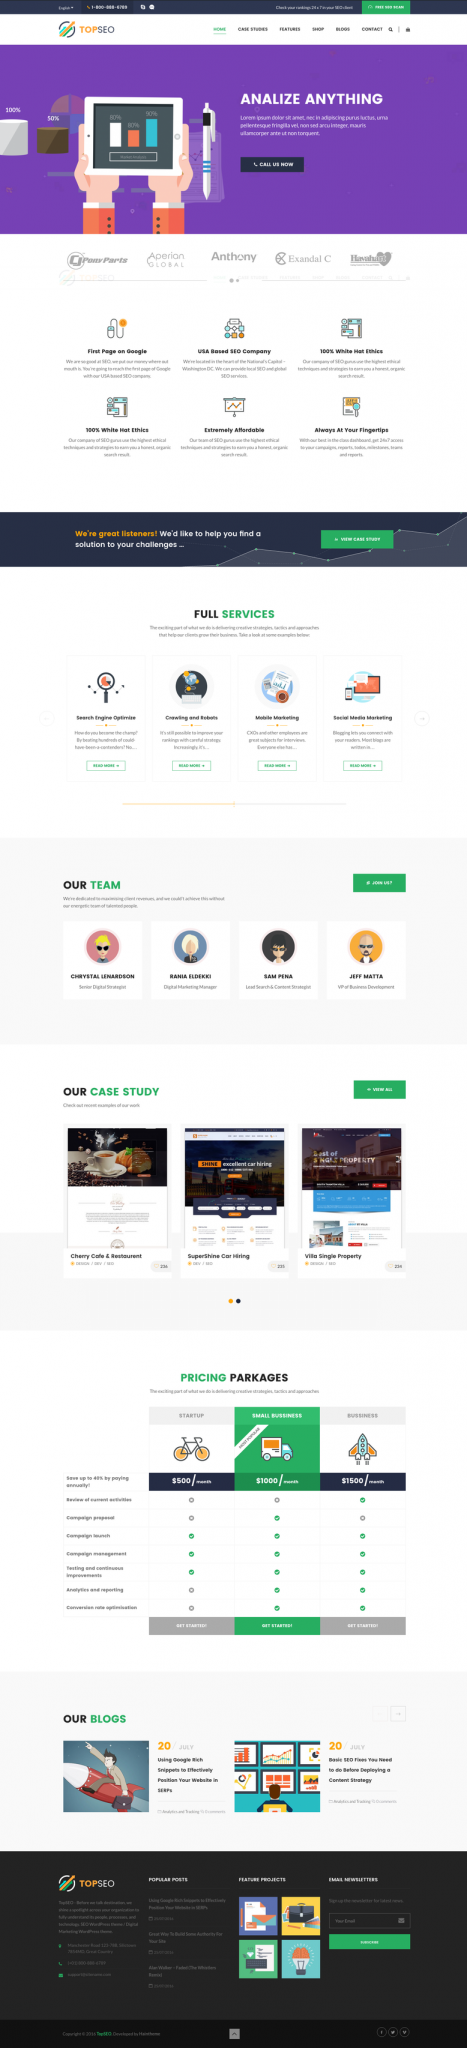 English
1-800-888-6789
Check your ranking | 24 x 7 in your SEO client
FREE SEO SCAN
TOPSEO
HOME
CASE STUDIES
FEATURES
SHOP
BLOGS
CONTACT
100%
50%
80%
60%
90%
ANALIZE ANYTHING
Lorem ipsum dolor sit amet, nec in adipiscing purus luctus, urna
pellentesque fringilla vel, non sed arcu integer, mauris
ullamcorper ante ut non torquent.
CALL US NOW
PonyParts
Aperian
GLOBAL
Anthony
Exandal C
Havahart
TOPSEO
First Page on Google
We are so good at SEO, we put our money where out
mouth is. You're going to reach the first page of Google
with our USA based SEO company.
USA Based SEO Company
We're located in the heart of the National's Capitol -
Washington DC. We can provide local SEO and global
SEO services.
100% White Hat Ethics
Our company of SEO gurus use the highest ethical
techniques and strategies to earn you a honest, organic
search result.
100% White Hat Ethics
Our company of SEO gurus use the highest ethical
techniques and strategies to earn you a honest, organic
search result.
Extremely Affordable
Our team of SEO gurus use the highest ethical
techniques and strategies to earn you a honest, organic
search result.
Always At Your Fingertips
With our best in the class dashboard, get 24x7 access
to your campaigns, reports, todos, milestones, teams
and reports.
We're great listeners! We'd like to help you find a
solution to your challenges ...
VIEW CASE STUDY
FULL SERVICES
The exciting part of what we do is delivering creative strategies, tactics and approaches
that help our clients grow their business. Take a look at some examples below:
Search Engine Optimize
How do you become the champ?
By beating hundreds of could-
have-been-a-contenders? No, ...
READ MORE
Crawling and Robots
It's still possible to improve your
rankings with careful strategy.
Increasingly, it's ...
READ MORE
Mobile Marketing
CXOs and other employees are
great subjects for interviews.
Everyone else has ...
READ MORE
Social Media Marketing
Blogging lets you connect with
your readers. Most blogs are
written in ...
READ MORE
OUR TEAM
We're dedicated to maximizing client revenues, and we could't achieve this without
our energetic team of talented people.
JOIN US?
CHRYSTAL LENARDSON
Senior Digital Strategist
RANIA ELDEKKI
Digital Marketing Manager
SAM PENA
Lead Search & Content Strategist
JEFF MATTA
VP of Business Development
OUR CASE STUDY
Check our recent examples of our work
VIEW ALL
SHINE excellent car hiring
Best of
SINGLE PROPERTY
Cherry Cafe & Restaurent
DESIGN / DEV / SEO
236
SuperShine Car Hiring
DEV / SEO
235
Villa Single Property
DESIGN / SEO
234
PRICING PARKAGES
The exciting part of what we do is delivering creative strategies, tactics and approaches
STARTUP
SMALL BUSSINESS
BUSSINESS
MOST POPULAR
Save up to 40% by paying
annually!
$500/month
$1000/month
$1500/month
Review of current activities
Campaign proposal
Campaign launch
Campaign management
Testing and continuous
improvements
Analytics and reporting
Conversion rate optimisation
GET STARTED!
GET STARTED!
GET STARTED!
OUR BLOGS
20 / JULY
Using Google Rich
Snippets to Effectively
Position Your Website in
SERPs
Analytics and Tracking
0 comments
20 / JULY
Basic SEO Fixes You Need
to do Before Deploying a
Content Strategy
Analytics and Tracking
0 comments
TOPSEO
POPULAR POSTS
Using Google Rich Snippets to Effectively
Position Your Website in SERPs
FEATURE PROJECTS
EMAIL NEWSLETTERS
Sign up the newsletter for latest news
Your Email
SUBSCRIBE
Copyright © 2016 TopSEO. Developed by